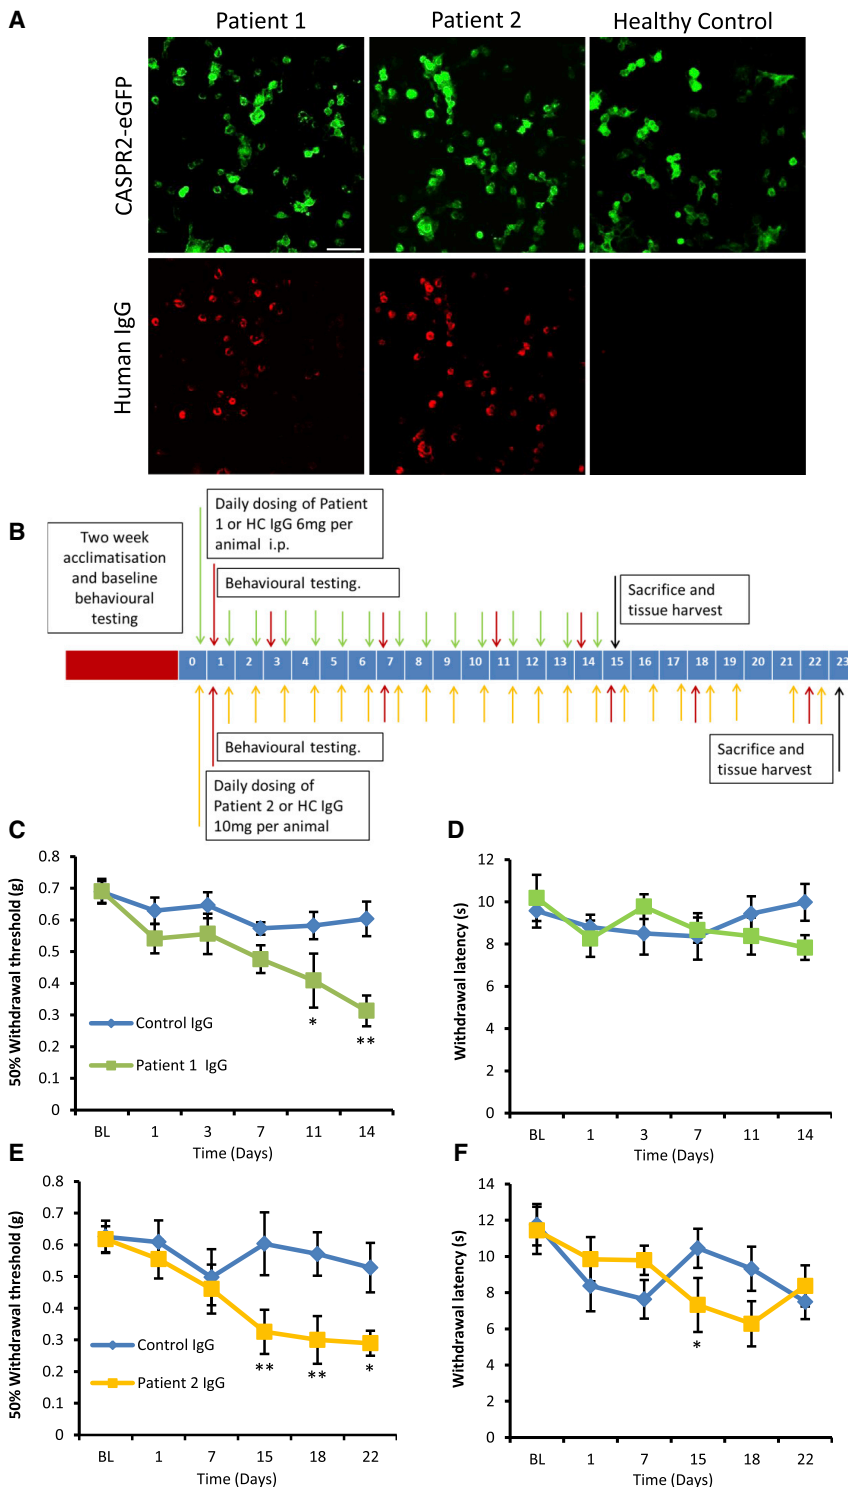 A
Patient 1
Patient 2
Healthy Control
CASPR2-eGFP
Human IgG
B
Two week
acclimatisation
and baseline
behavioural
testing
Daily dosing of Patient
1 or HC IgG 6mg per
animal i.p.
Behavioural testing.
Sacrifice and
tissue harvest
0 1 2 3 4 5 6 7 8 9 10 11 12 13 14 15 16 17 18 19 20 21 22 23
Behavioural testing.
Daily dosing of
Patient 2 or HC IgG
10mg per animal
Sacrifice and
tissue harvest
C
50% Withdrawal threshold (g)
0.8
0.7
0.6
0.5
0.4
0.3
0.2
0.1
0
Control IgG
Patient 1 IgG
*
**
BL 1 3 7 11 14
Time (Days)
D
Withdrawal latency (s)
12
10
8
6
4
2
0
BL 1 3 7 11 14
Time (Days)
E
50% Withdrawal threshold (g)
0.8
0.7
0.6
0.5
0.4
0.3
0.2
0.1
0
Control IgG
Patient 2 IgG
** ** *
BL 1 7 15 18 22
Time (Days)
F
Withdrawal latency (s)
14
12
10
8
6
4
2
0
*
BL 1 7 15 18 22
Time (Days)